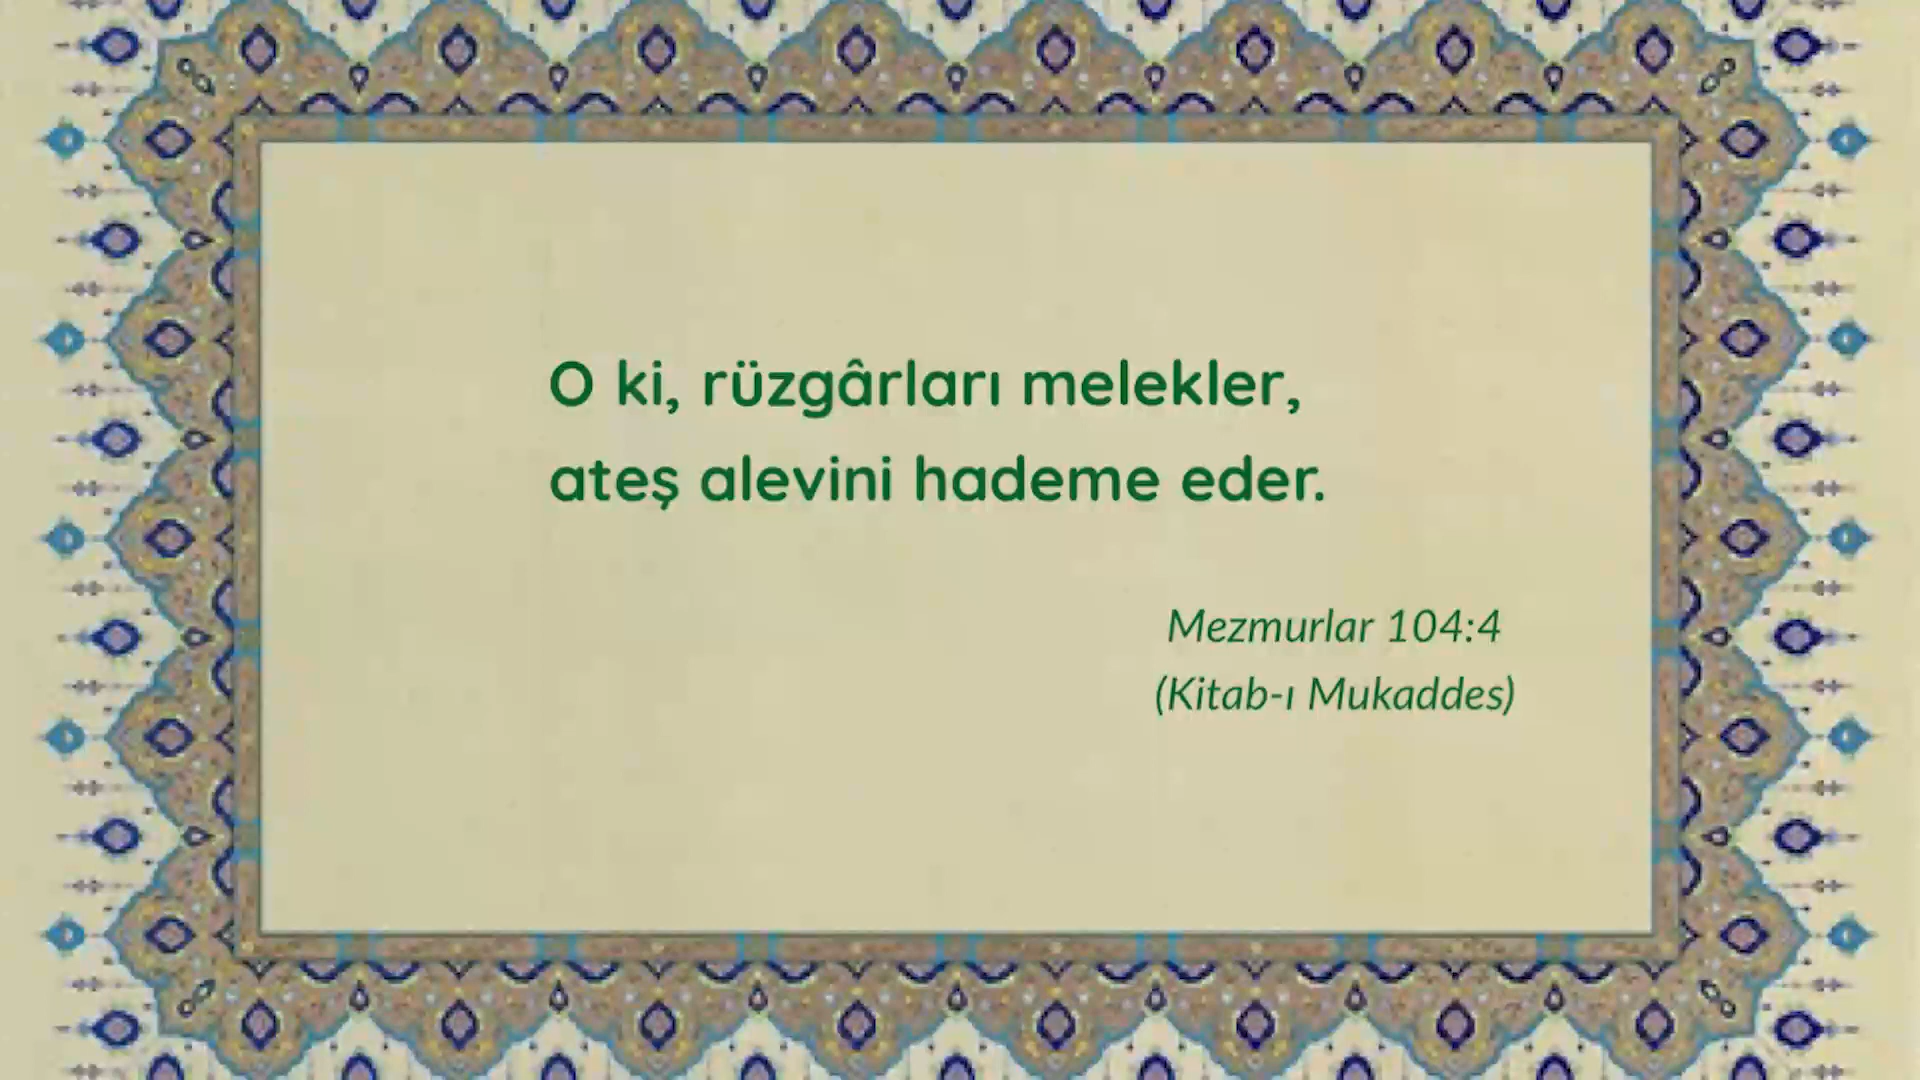 O ki, rüzgârları melekler,
ateş alevini hademe eder.
Mezmurlar 104:4
(Kitab-ı Mukaddes)